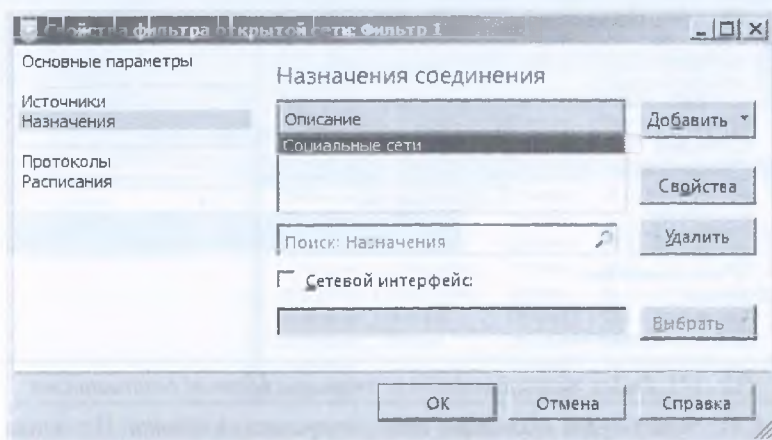 Свойства фильтра открытой сети: Фильтр 1
Основные параметры
Источники
Назначения
Протоколы
Расписания
Назначения соединения
Описание
Социальные сети
Добавить
Свойства
Удалить
Поиск: Назначения
Сетевой интерфейс:
Выбрать
ОК
Отмена
Справка